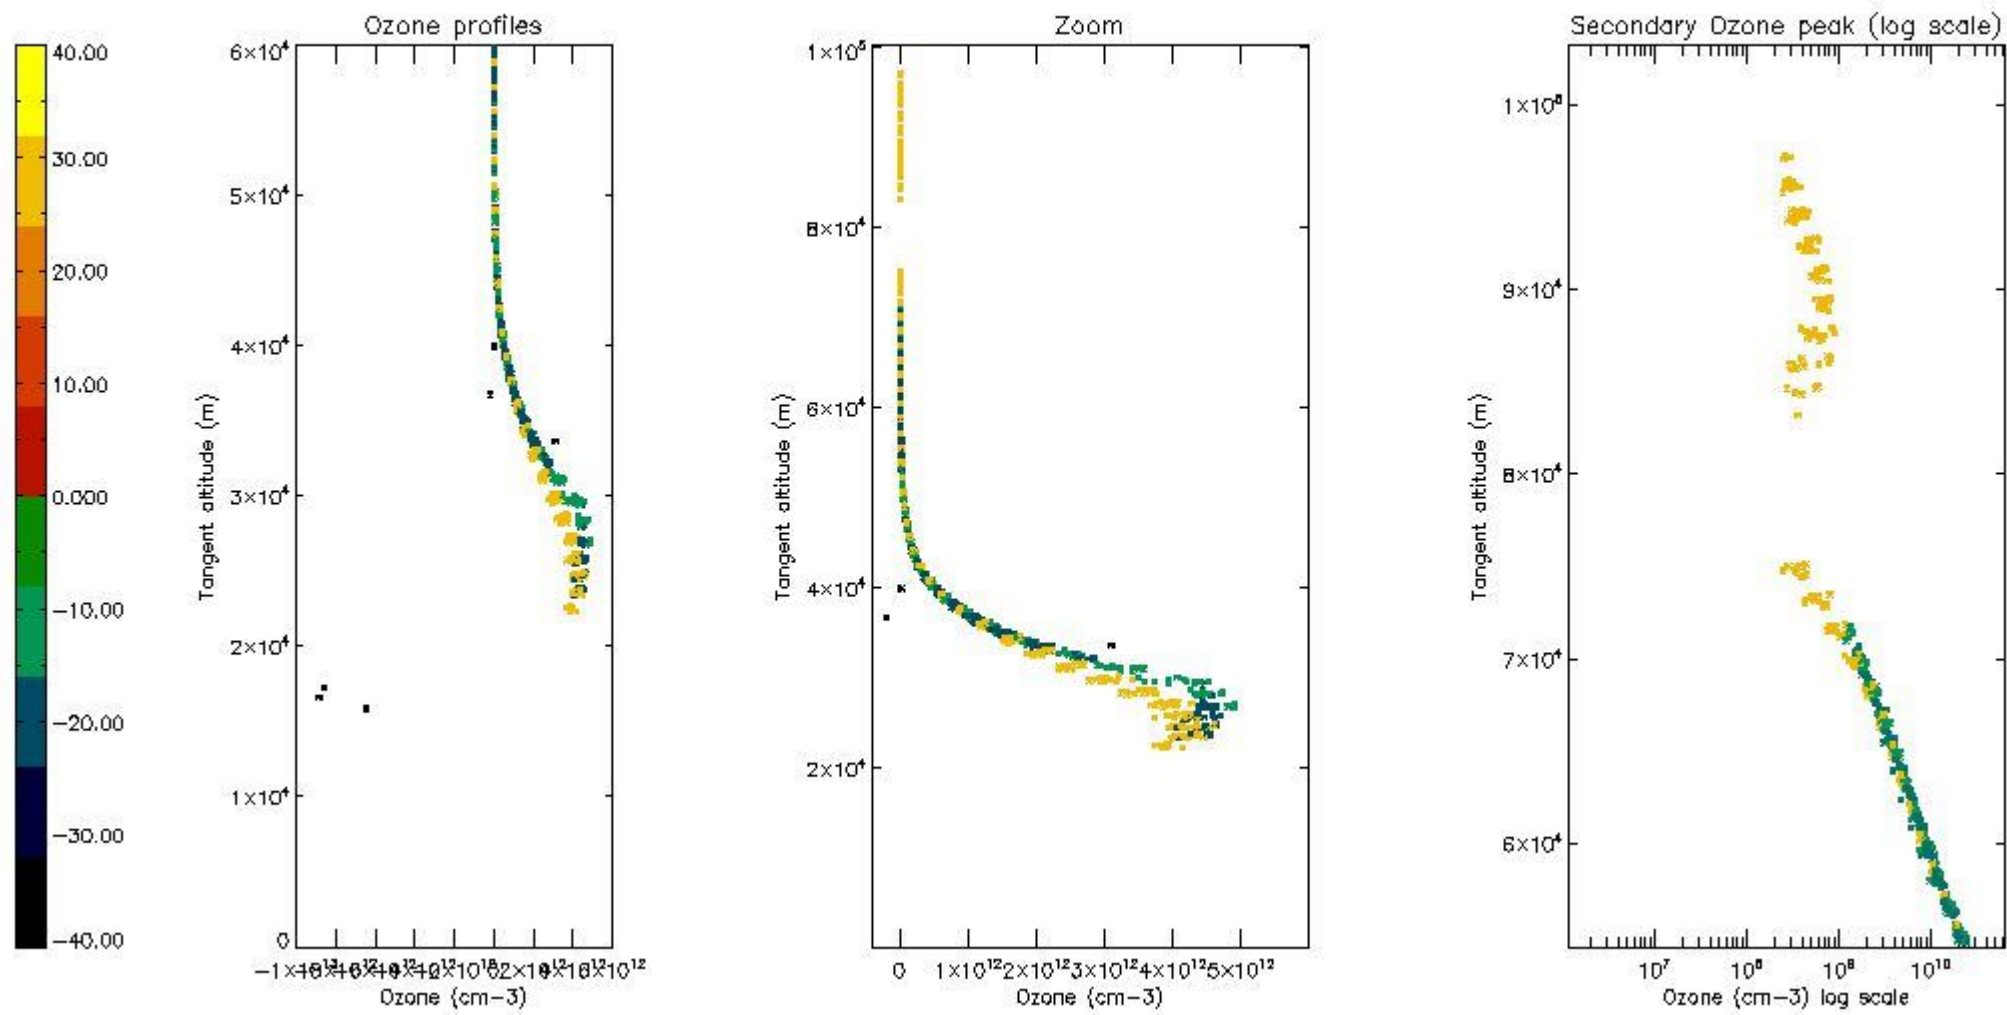 Ozone profiles
Zoom
Secondary Ozone peak (log scale)
40.00
30.00
20.00
10.00
0.000
−10.00
−20.00
−30.00
−40.00
6×10⁴
5×10⁴
4×10⁴
3×10⁴
2×10⁴
1×10⁴
0
Tangent altitude (m)
Ozone (cm−3)
1×10⁵
8×10⁴
6×10⁴
4×10⁴
2×10⁴
Tangent altitude (m)
0 1×10¹² 2×10¹² 3×10¹² 4×10¹² 5×10¹²
Ozone (cm−3)
9×10⁴
8×10⁴
7×10⁴
6×10⁴
Tangent altitude (m)
10⁷ 10⁸ 10⁹ 10¹⁰
Ozone (cm−3) log scale